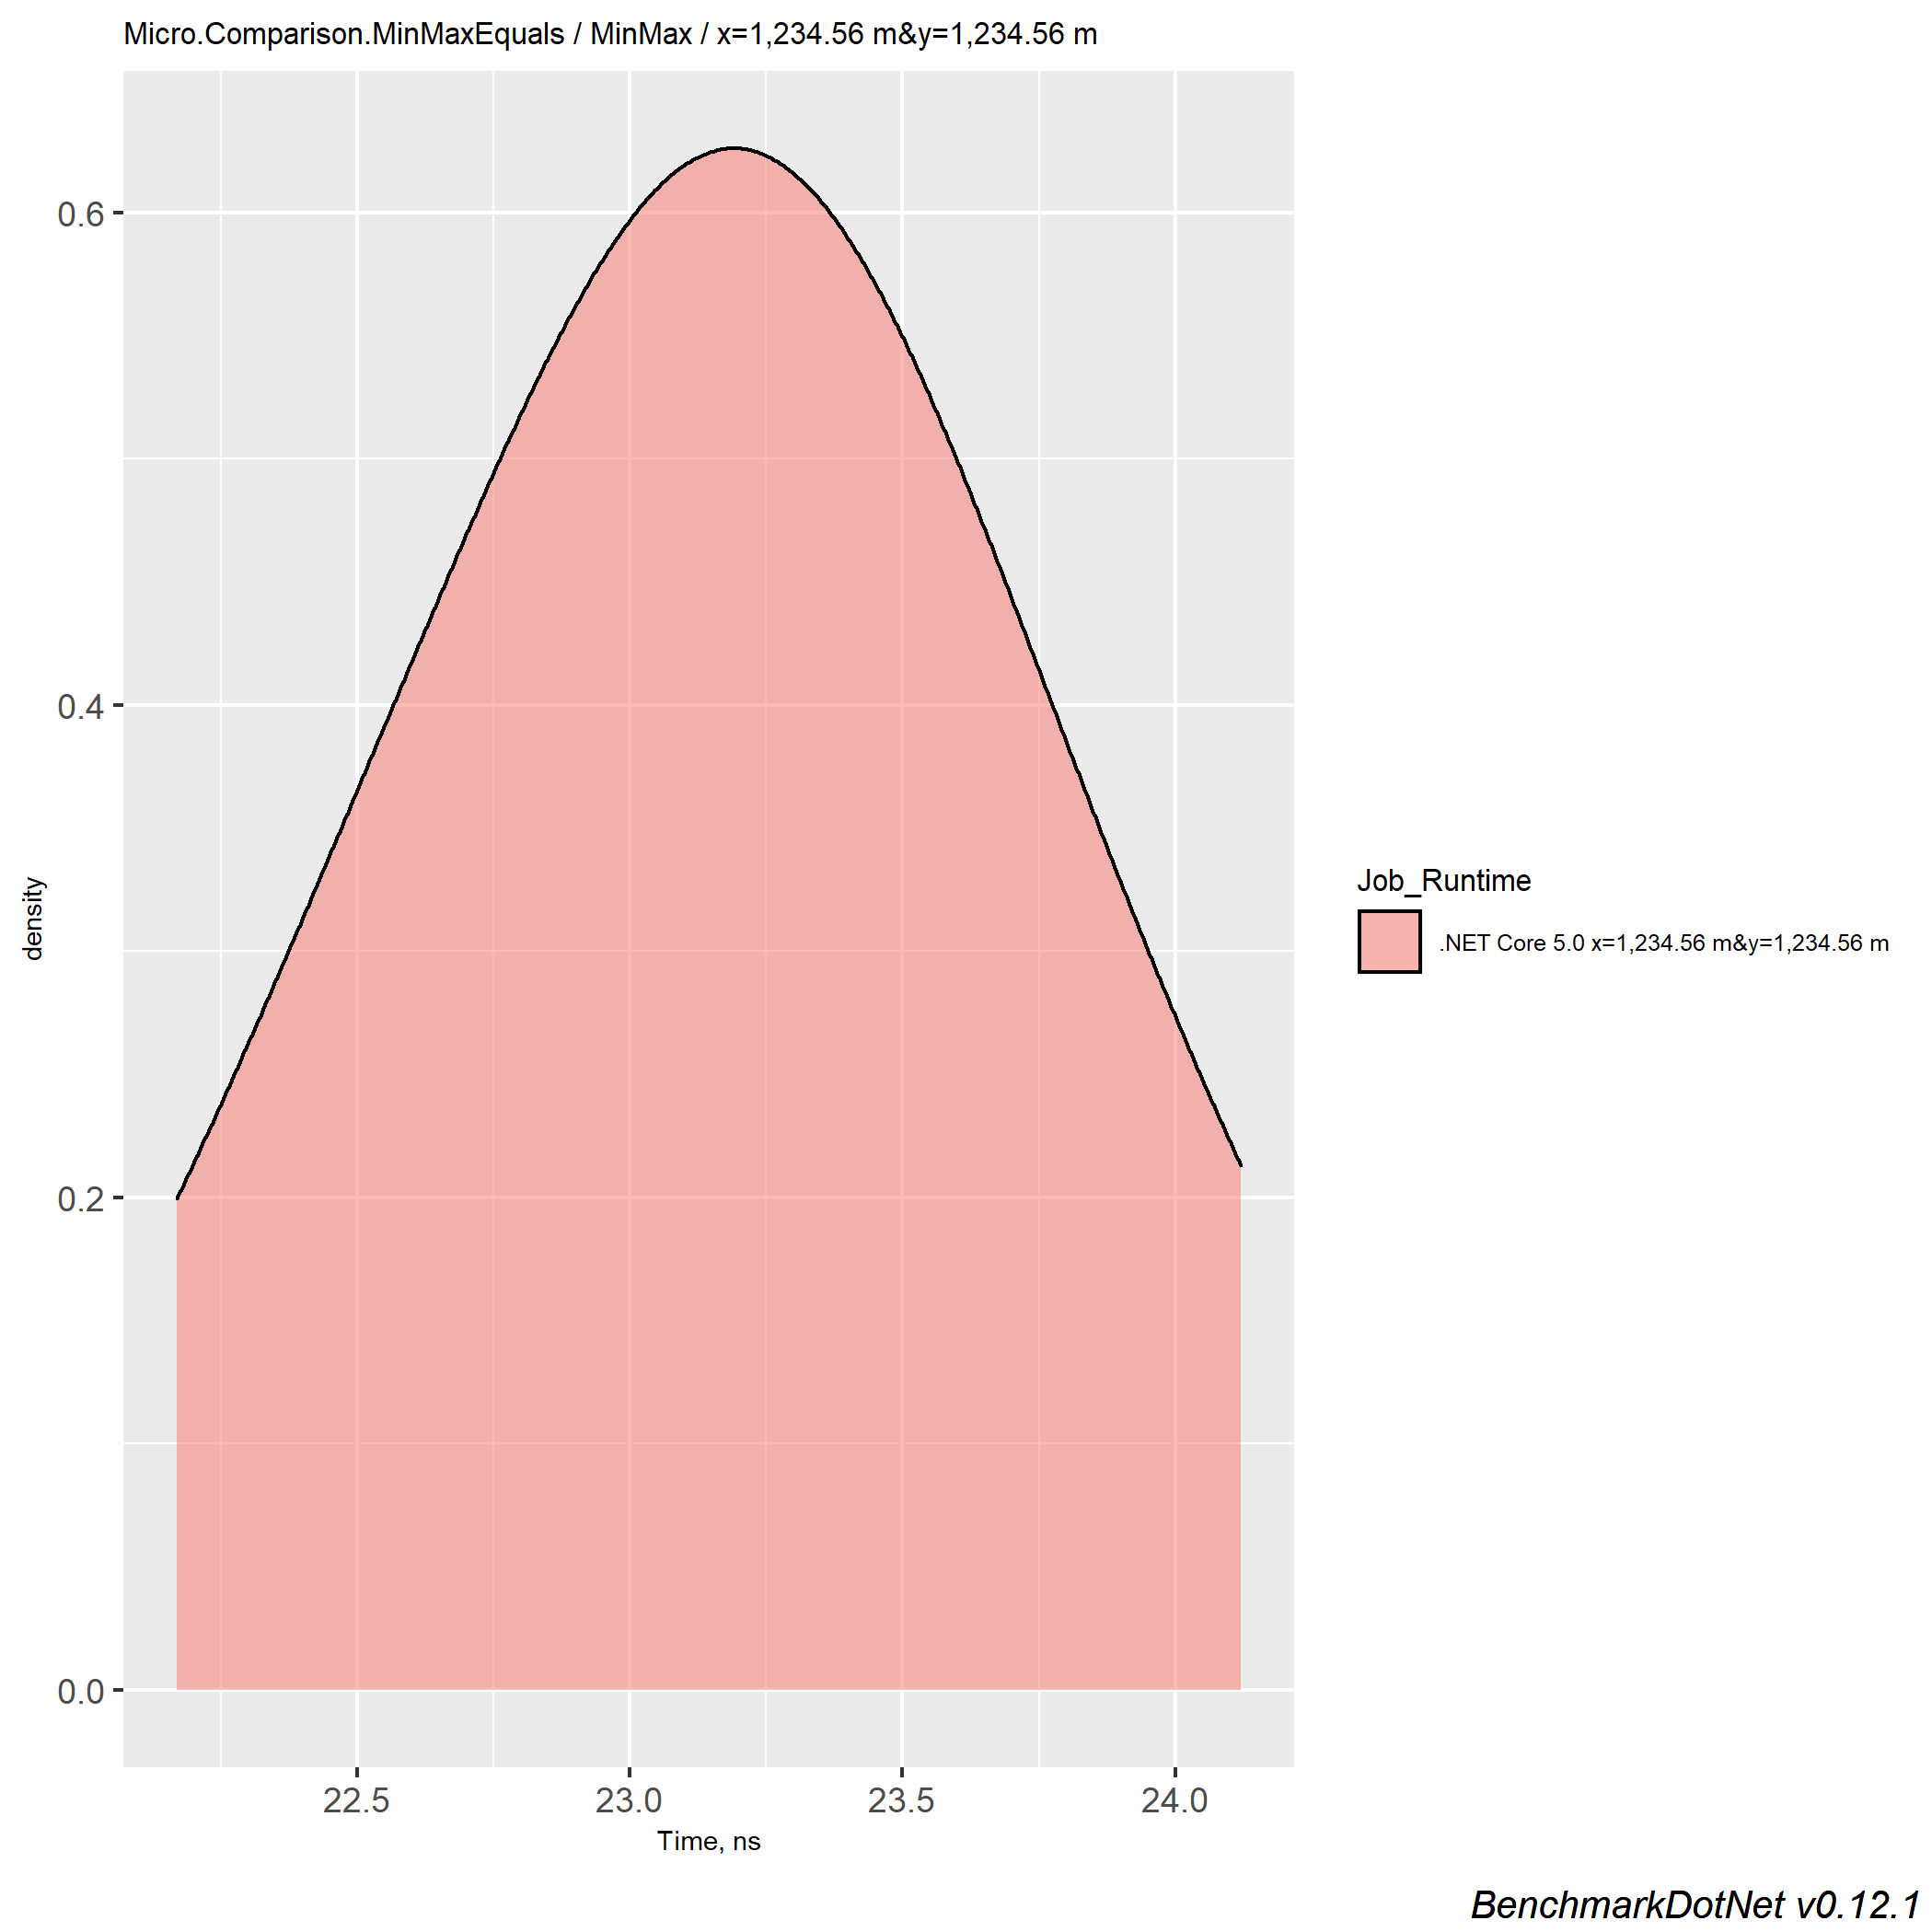 Micro.Comparison.MinMaxEquals / MinMax / x=1,234.56 m&y=1,234.56 m
0.6
0.4
0.2
0.0
density
22.5 23.0 23.5 24.0
Time, ns
Job_Runtime
.NET Core 5.0 x=1,234.56 m&y=1,234.56 m
BenchmarkDotNet v0.12.1